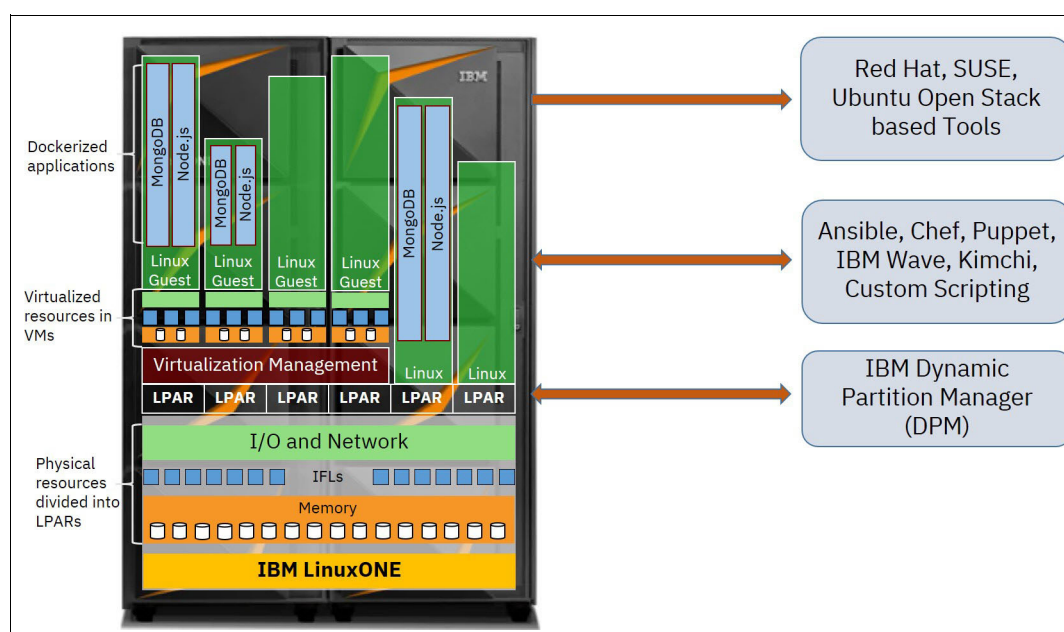 IBM
Dockerized
applications
MongoDB
Node.js
MongoDB
Node.js
MongoDB
Node.js
Linux
Guest
Linux
Guest
Linux
Guest
Linux
Guest
Virtualized
resources in
VMs
Virtualization Management
Linux
Linux
LPAR
LPAR
LPAR
LPAR
LPAR
LPAR
Physical
resources
divided into
LPARs
I/O and Network
IFLs
Memory
IBM LinuxONE
Red Hat, SUSE,
Ubuntu Open Stack
based Tools
Ansible, Chef, Puppet,
IBM Wave, Kimchi,
Custom Scripting
IBM Dynamic
Partition Manager
(DPM)